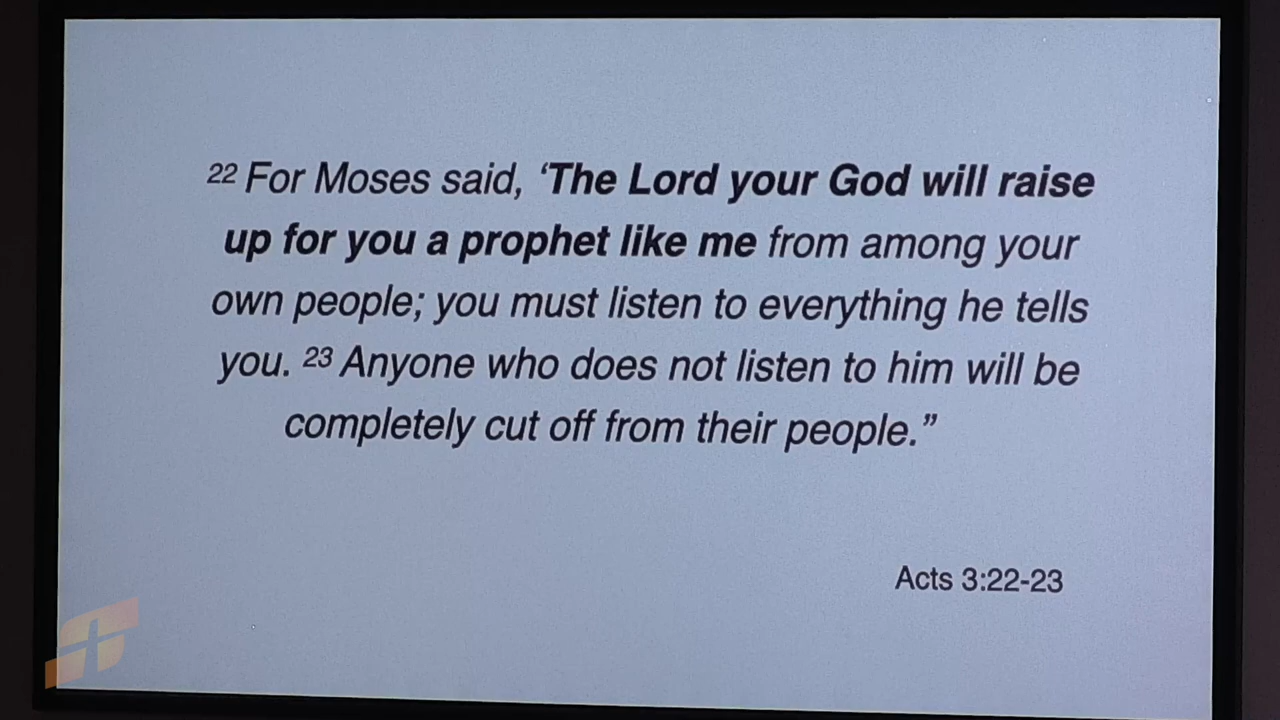 22 For Moses said, ‘The Lord your God will raise
up for you a prophet like me from among your
own people; you must listen to everything he tells
you. 23 Anyone who does not listen to him will be
completely cut off from their people.”
Acts 3:22-23